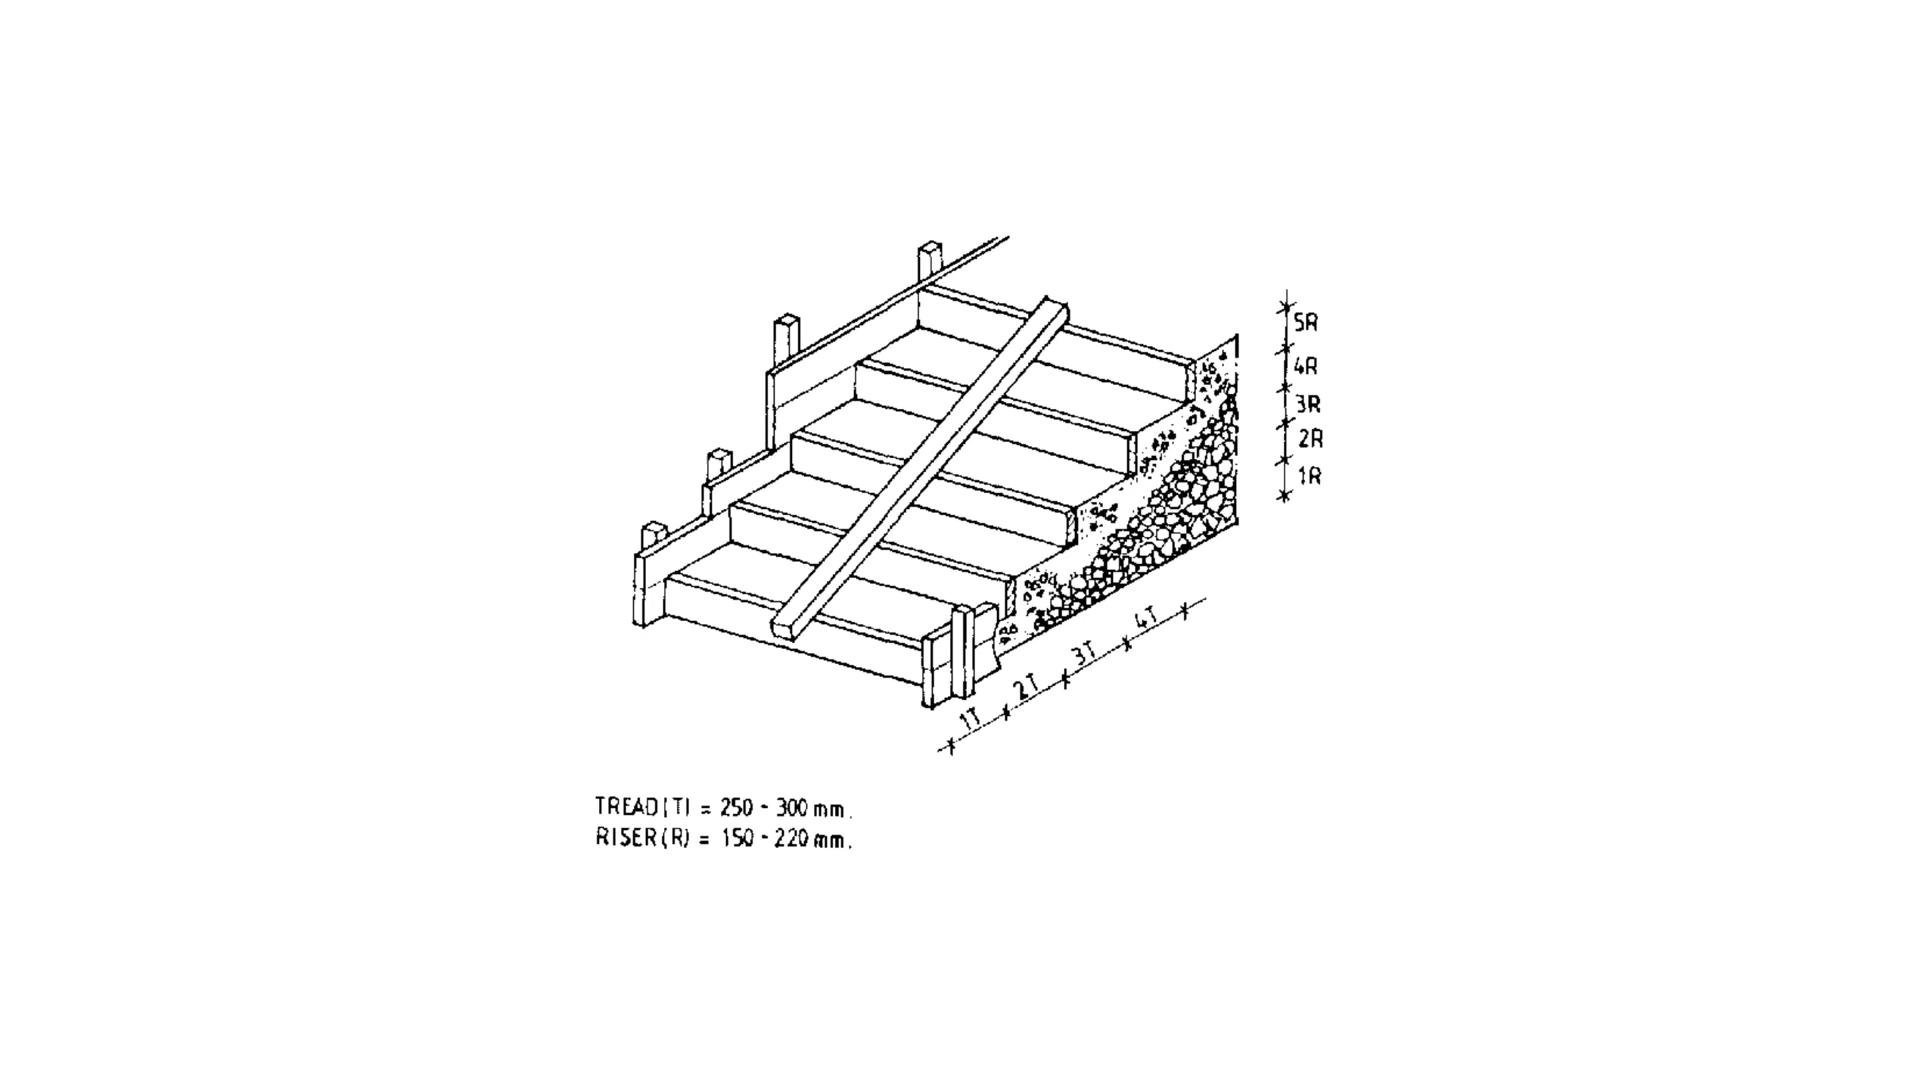 5R
4R
3R
2R
1R
4T
3T
2T
1T
TREAD(T) = 250 - 300 mm.
RISER(R) = 150 - 220 mm.